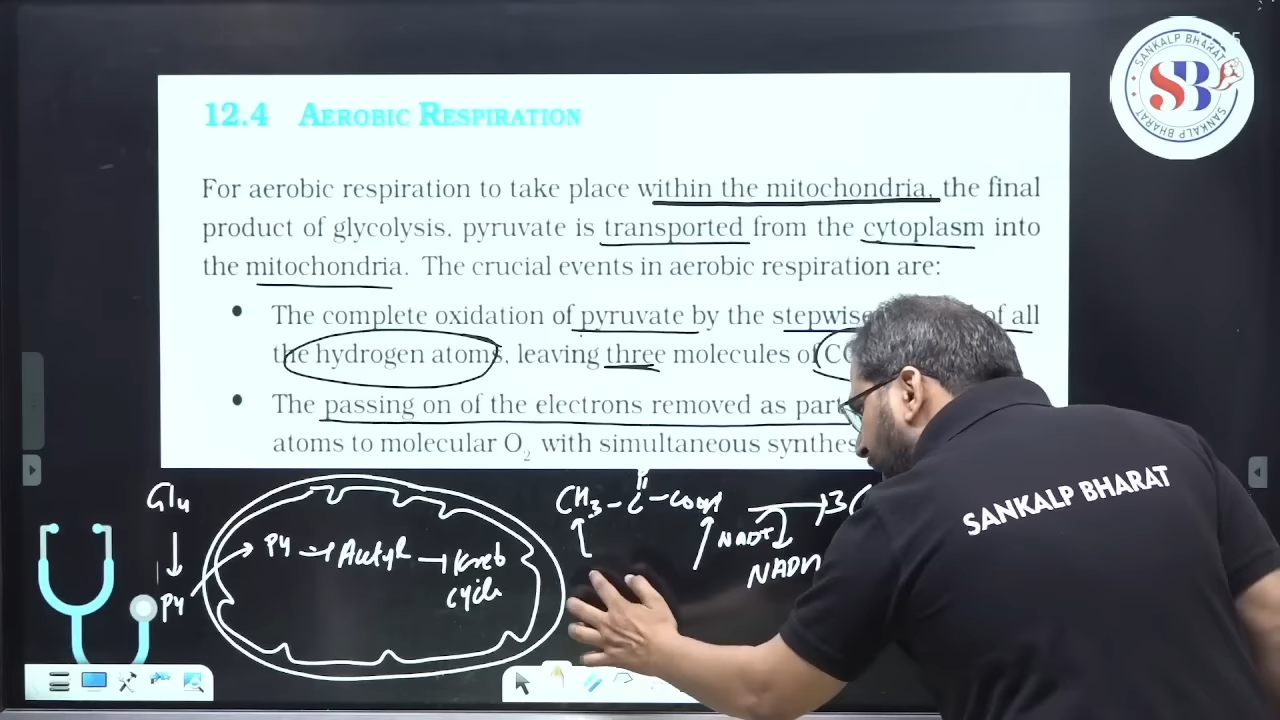 SANKALP BHARAT
SB
SANKALP BHARAT
5
12.4 AEROBIC RESPIRATION
For aerobic respiration to take place within the mitochondria, the final
product of glycolysis, pyruvate is transported from the cytoplasm into
the mitochondria. The crucial events in aerobic respiration are:
• The complete oxidation of pyruvate by the stepwise of all
the hydrogen atoms, leaving three molecules of
• The passing on of the electrons removed as part
atoms to molecular O₂ with simultaneous
Glu
Py
Py → Acetyl → Kreb
cycle
CH3-C-COOH → 3
NAD+
NADH
SANKALP BHARAT